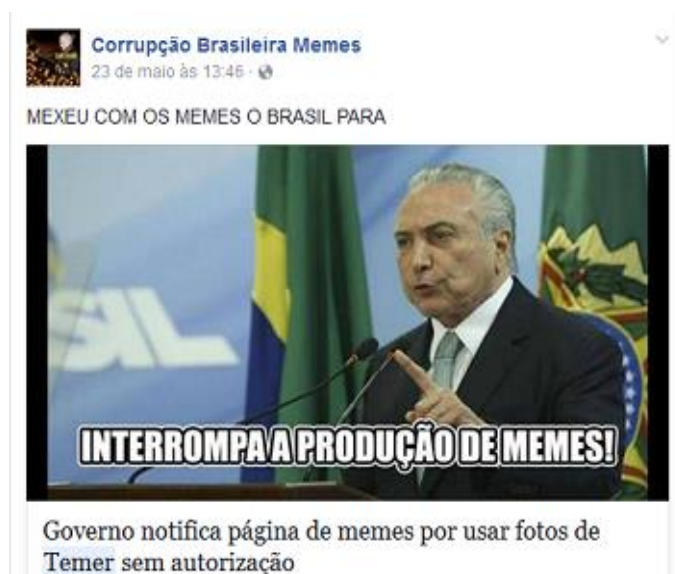 Corrupção Brasileira Memes
23 de maio às 13:46 ·
MEXEU COM OS MEMES O BRASIL PARA
SIL
INTERROMPA A PRODUÇÃO DE MEMES!
Governo notifica página de memes por usar fotos de
Temer sem autorização